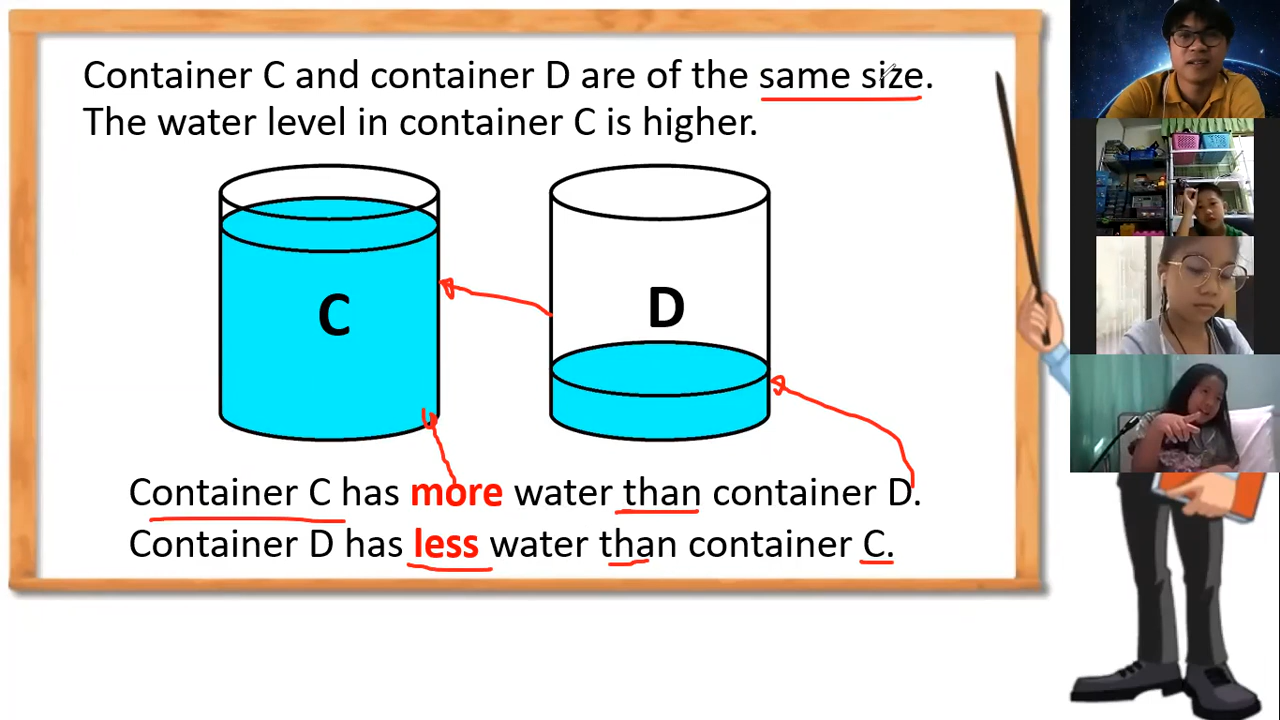 Container C and container D are of the same size.
The water level in container C is higher.
C
D
Container C has more water than container D.
Container D has less water than container C.